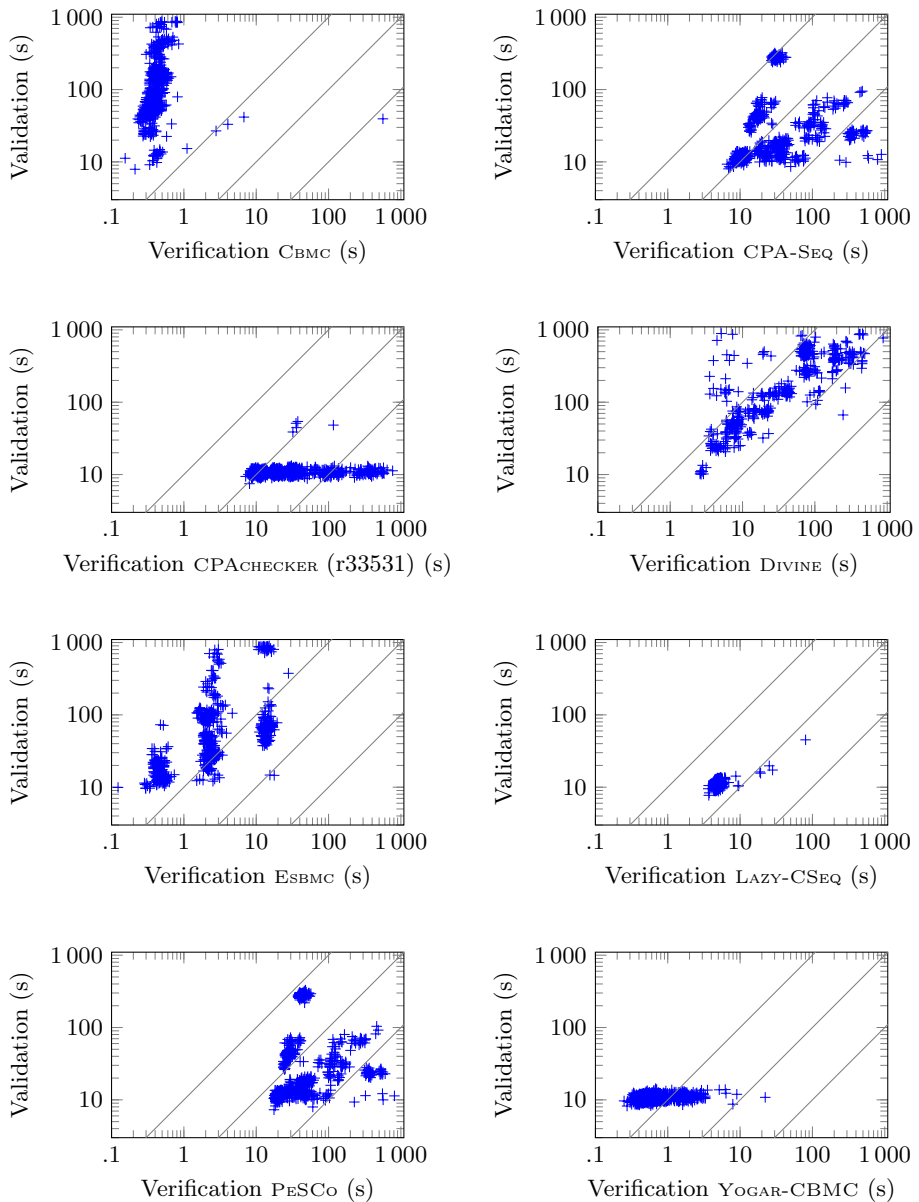 1 000
100
10
Validation (s)
.1 1 10 100 1 000
Verification CBMC (s)
1 000
100
10
Validation (s)
.1 1 10 100 1 000
Verification CPA-SEQ (s)
1 000
100
10
Validation (s)
.1 1 10 100 1 000
Verification CPACHECKER (r33531) (s)
1 000
100
10
Validation (s)
.1 1 10 100 1 000
Verification DIVINE (s)
1 000
100
10
Validation (s)
.1 1 10 100 1 000
Verification ESBMC (s)
1 000
100
10
Validation (s)
.1 1 10 100 1 000
Verification LAZY-CSEQ (s)
1 000
100
10
Validation (s)
.1 1 10 100 1 000
Verification PESCO (s)
1 000
100
10
Validation (s)
.1 1 10 100 1 000
Verification YOGAR-CBMC (s)